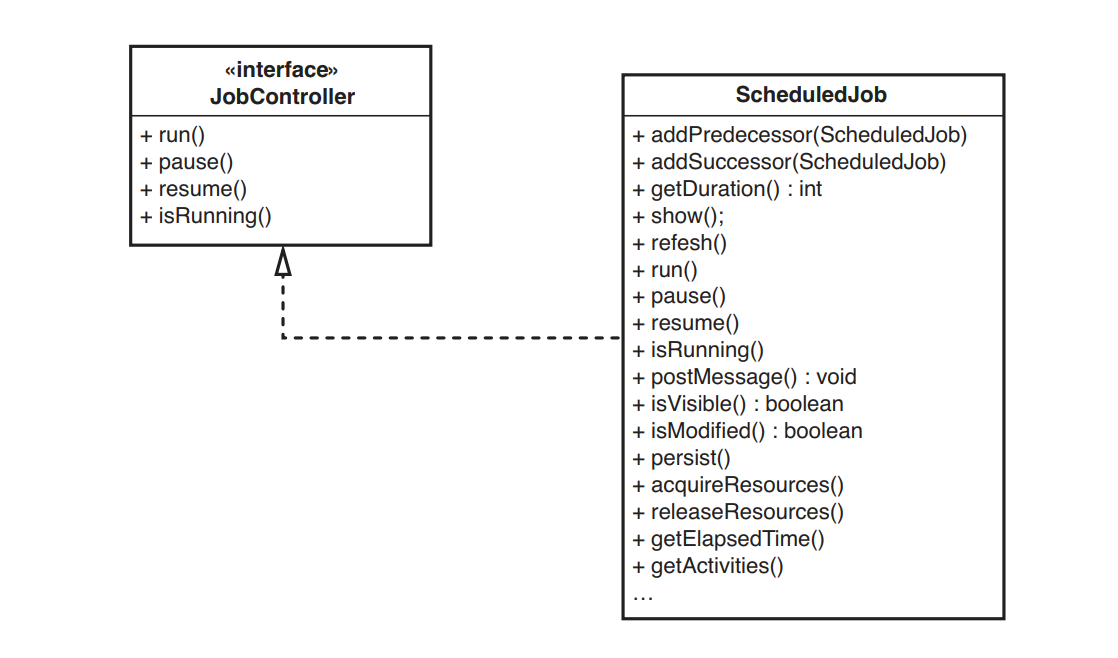 «interface»
JobController
+ run()
+ pause()
+ resume()
+ isRunning()
ScheduledJob
+ addPredecessor(ScheduledJob)
+ addSuccessor(ScheduledJob)
+ getDuration() : int
+ show();
+ refesh()
+ run()
+ pause()
+ resume()
+ isRunning()
+ postMessage() : void
+ isVisible() : boolean
+ isModified() : boolean
+ persist()
+ acquireResources()
+ releaseResources()
+ getElapsedTime()
+ getActivities()
…